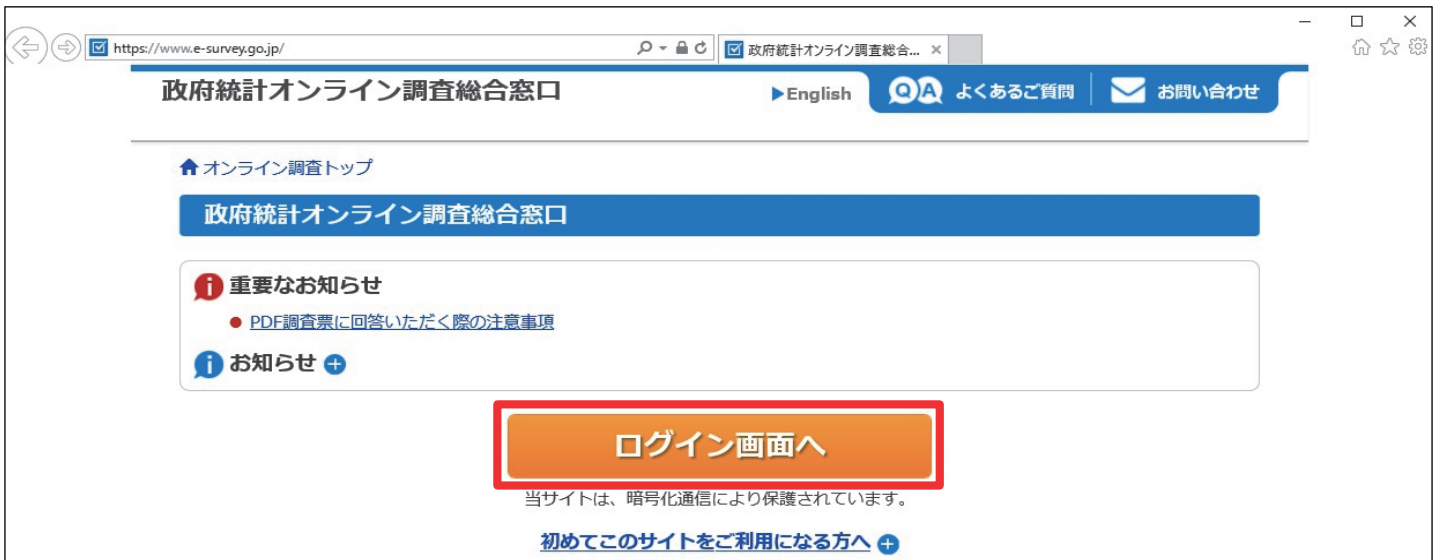 https://www.e-survey.go.jp/
政府統計オンライン調査総合...
政府統計オンライン調査総合窓口
English
QA よくあるご質問
お問い合わせ
オンライン調査トップ
政府統計オンライン調査総合窓口
重要なお知らせ
PDF調査票に回答いただく際の注意事項
お知らせ
ログイン画面へ
当サイトは、暗号化通信により保護されています。
初めてこのサイトをご利用になる方へ